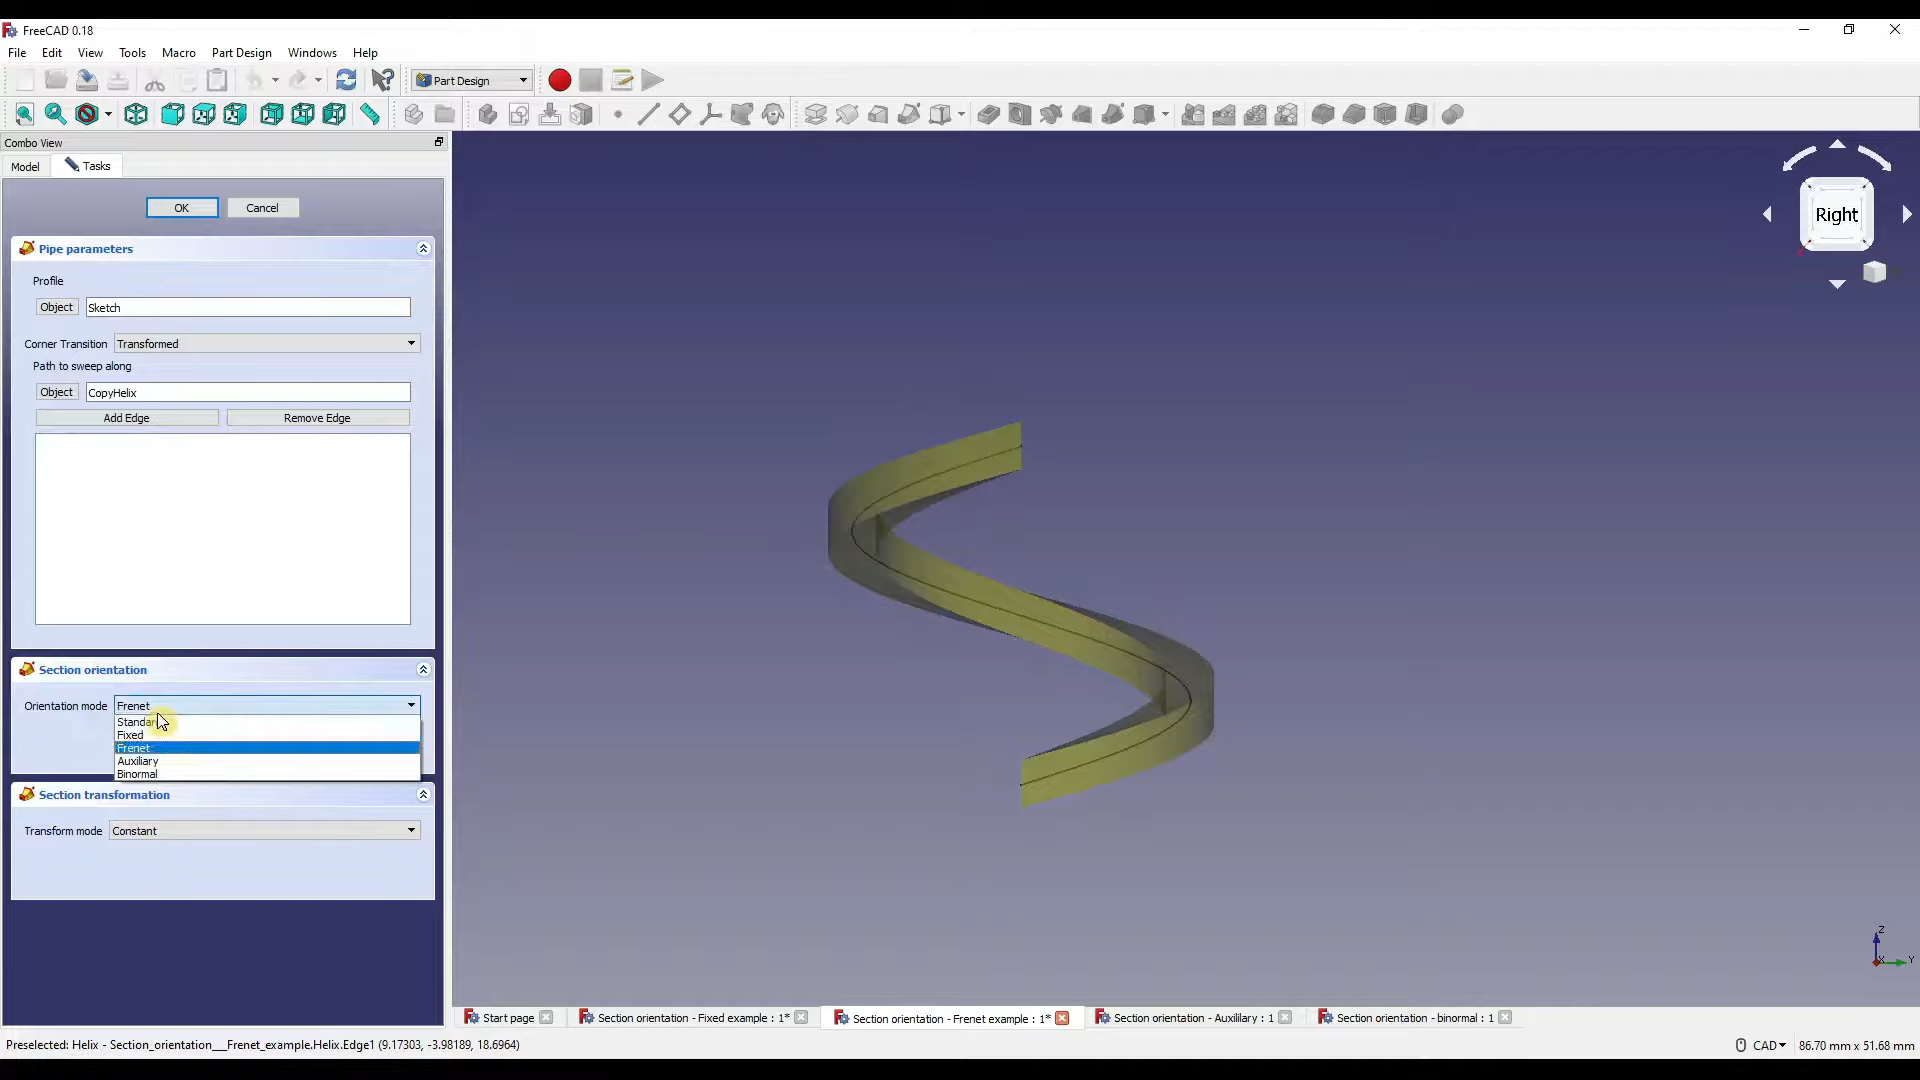 FreeCAD 0.18
File Edit View Tools Macro Part Design Windows Help
Part Design
Combo View
Model Tasks
OK Cancel
Right
Pipe parameters
Profile
Object Sketch
Corner Transition Transformed
Path to sweep along
Object CopyHelix
Add Edge Remove Edge
Section orientation
Orientation mode Frenet
Standard
Fixed
Frenet
Auxiliary
Binormal
Section transformation
Transform mode Constant
Z
X Y
Start page Section orientation - Fixed example : 1* Section orientation - Frenet example : 1* Section orientation - Auxililary : 1 Section orientation - binormal : 1
Preselected: Helix - Section_orientation___Frenet_example.Helix.Edge1 (9.17303, -3.98189, 18.6964) CAD 86.70 mm x 51.68 mm